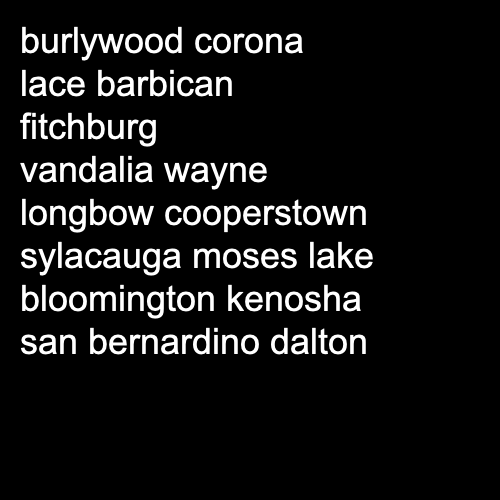 burlywood corona
lace barbican
fitchburg
vandalia wayne
longbow cooperstown
sylacauga moses lake
bloomington kenosha
san bernardino dalton